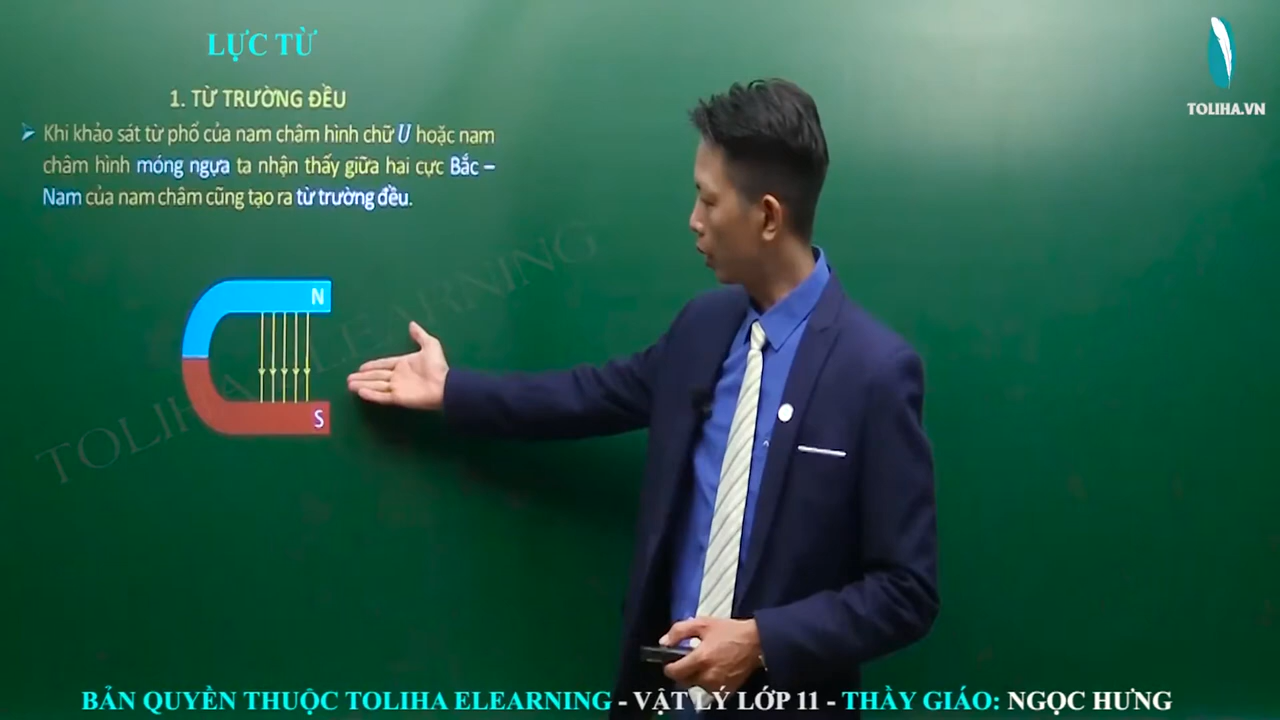 LỰC TỪ
TOLIHA.VN
1. TỪ TRƯỜNG ĐỀU
Khi khảo sát từ phổ của nam châm hình chữ U hoặc nam
châm hình móng ngựa ta nhận thấy giữa hai cực Bắc –
Nam của nam châm cũng tạo ra từ trường đều.
TOLIHA ELEARNING
N
S
BẢN QUYỀN THUỘC TOLIHA ELEARNING - VẬT LÝ LỚP 11 - THẦY GIÁO: NGỌC HƯNG